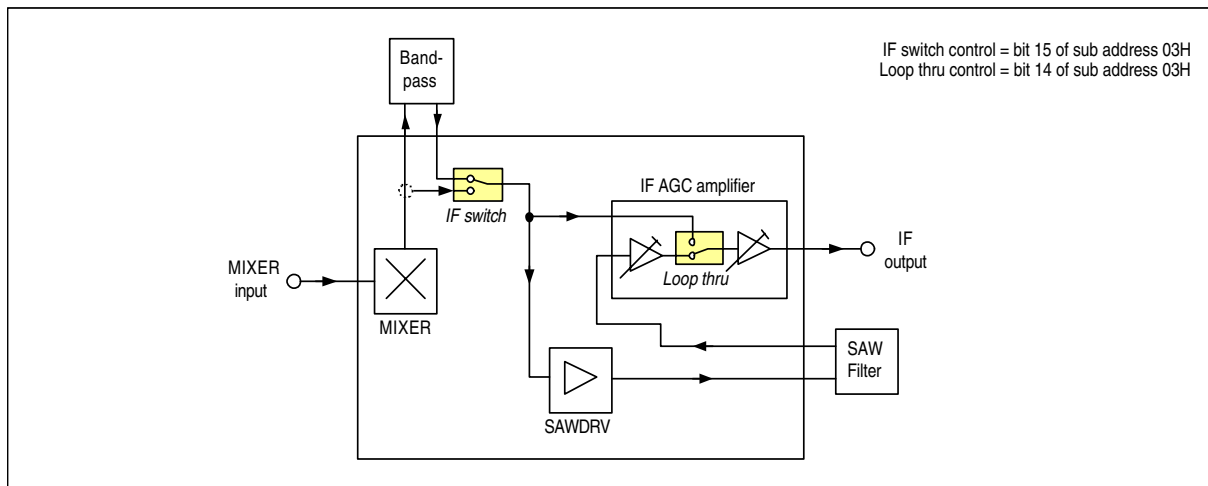 Band-
pass
IF switch control = bit 15 of sub address 03H
Loop thru control = bit 14 of sub address 03H
IF AGC amplifier
IF switch
Loop thru
IF
output
MIXER
input
MIXER
SAW
Filter
SAWDRV